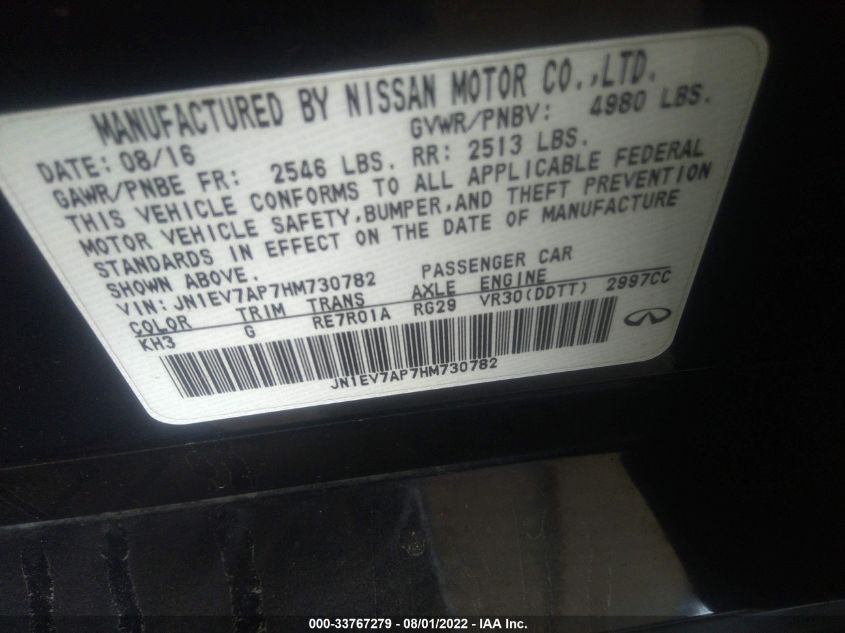 MANUFACTURED BY NISSAN MOTOR CO.,LTD.
DATE: 08/16 GVWR/PNBV: 4980 LBS.
GAWR/PNBE FR: 2546 LBS. RR: 2513 LBS.
THIS VEHICLE CONFORMS TO ALL APPLICABLE FEDERAL
MOTOR VEHICLE SAFETY,BUMPER,AND THEFT PREVENTION
STANDARDS IN EFFECT ON THE DATE OF MANUFACTURE
SHOWN ABOVE.
VIN: JN1EV7AP7HM730782 PASSENGER CAR
COLOR TRIM TRANS AXLE ENGINE
KH3 G RE7R01A RG29 VR30(DDTT) 2997CC
JN1EV7AP7HM730782
000-33767279 - 08/01/2022 - IAA Inc.